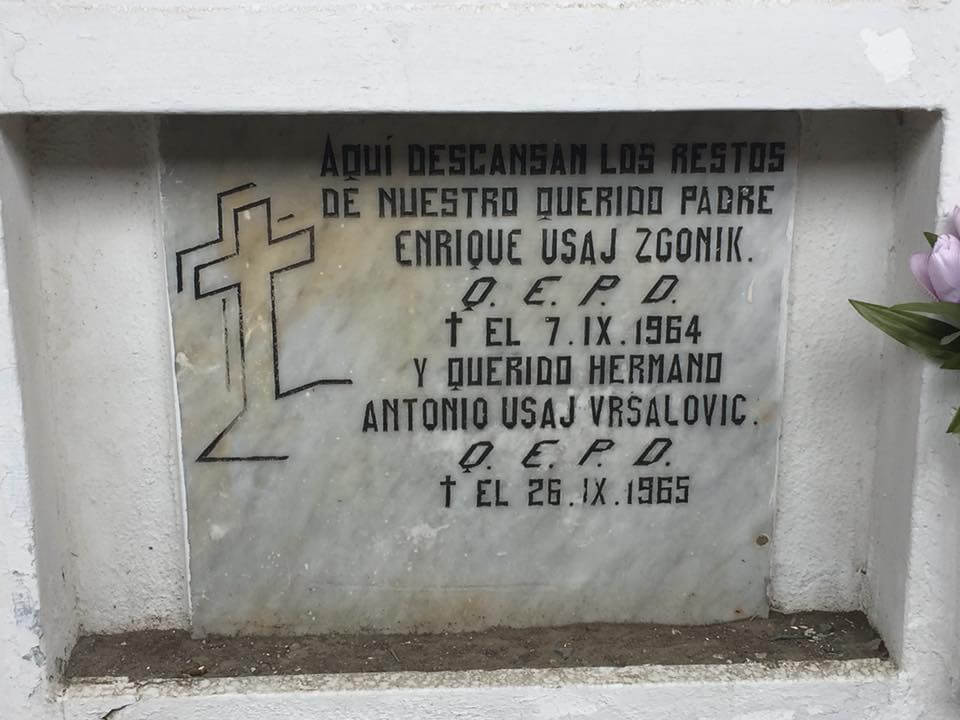 AQUÍ DESCANSAN LOS RESTOS
DE NUESTRO QUERIDO PADRE
ENRIQUE USAJ ZGONIK.
Q. E. P. D.
† EL 7.IX.1964
Y QUERIDO HERMANO
ANTONIO USAJ VRSALOVIC.
Q. E. P. D.
† EL 26.IX.1965